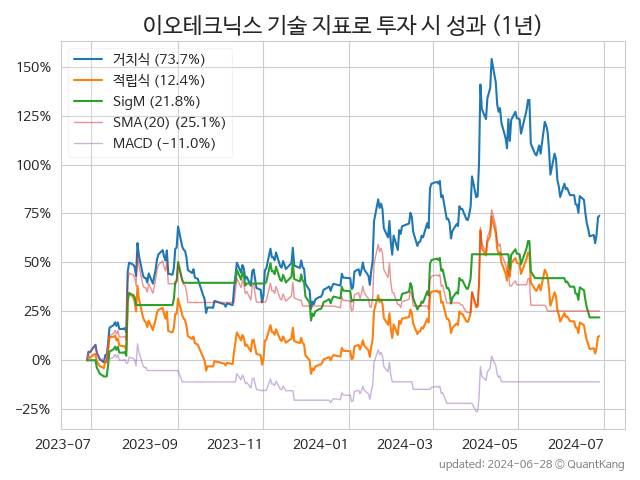 이오테크닉스 기술 지표로 투자 시 성과 (1년)
거치식 (73.7%)
적립식 (12.4%)
SigM (21.8%)
SMA(20) (25.1%)
MACD (−11.0%)
150%
125%
100%
75%
50%
25%
0%
−25%
2023-07 2023-09 2023-11 2024-01 2024-03 2024-05 2024-07
updated: 2024-06-28 © QuantKang